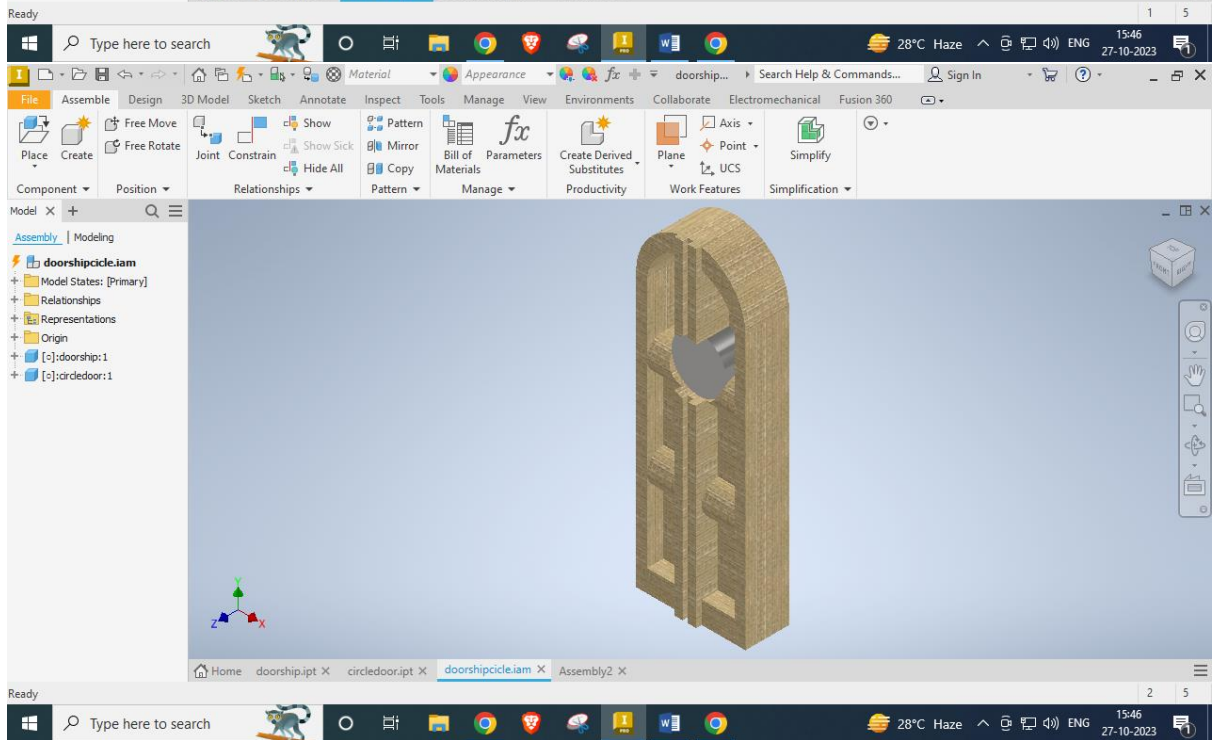 Ready 1 5
Type here to search 28°C Haze ENG 15:46 27-10-2023 1
I PRO Material Appearance fx doorship... Search Help & Commands... Sign In
File Assemble Design 3D Model Sketch Annotate Inspect Tools Manage View Environments Collaborate Electromechanical Fusion 360
Place Create Free Move Free Rotate Joint Constrain Show Show Sick Hide All Pattern Mirror Copy Bill of Materials fx Parameters Create Derived Substitutes Plane Axis Point UCS Simplify
Component Position Relationships Pattern Manage Productivity Work Features Simplification
Model
Assembly | Modeling
doorshipcicle.iam
Model States: [Primary]
Relationships
Representations
Origin
[o]:doorship:1
[o]:circledoor:1
FRONT
Y
Z X
Home doorship.ipt circledoor.ipt doorshipcicle.iam Assembly2
Ready 2 5
Type here to search 28°C Haze ENG 15:46 27-10-2023 1